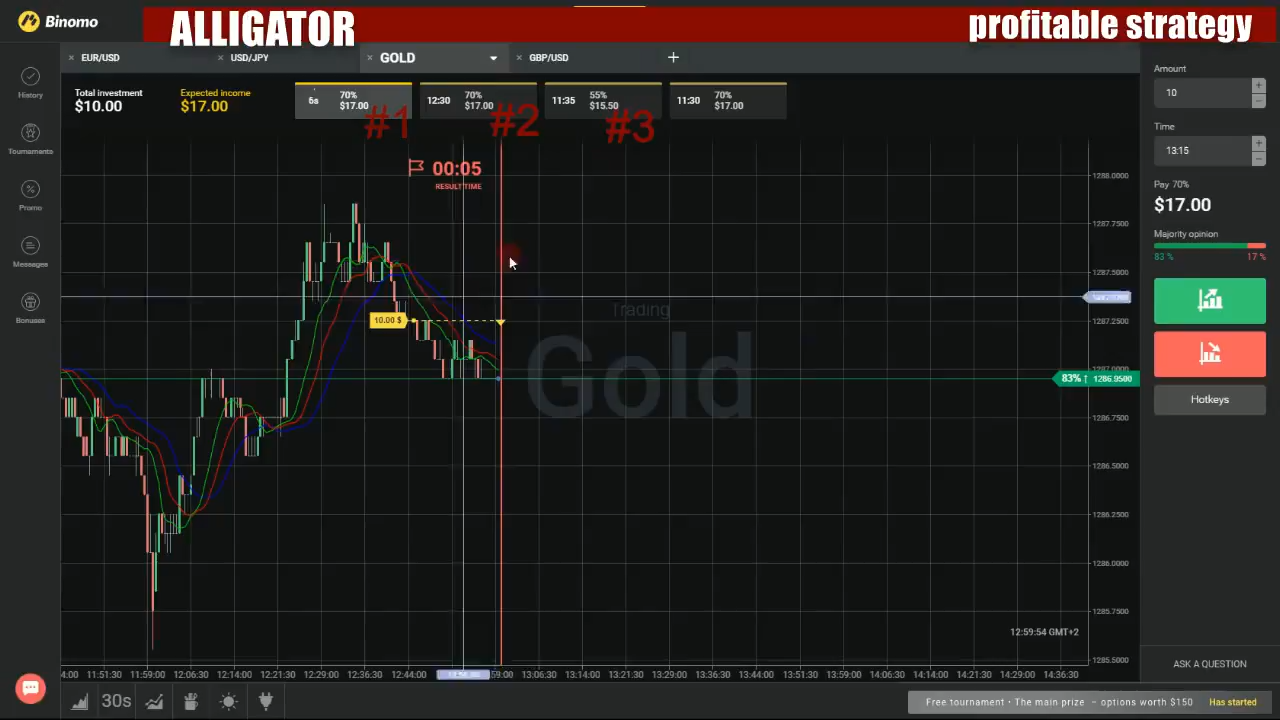 Binomo
ALLIGATOR
profitable strategy
EUR/USD
USD/JPY
GOLD
GBP/USD
Total investment
$10.00
Expected income
$17.00
6s
70%
$17.00
12:30
70%
$17.00
11:35
55%
$15.50
11:30
70%
$17.00
#1
#2
#3
History
Tournaments
Promo
Messages
Bonuses
00:05
RESULT TIME
10.00 $
Trading
Gold
1288.0000
1287.7500
1287.5000
1287.2500
1287.0000
83% ↑ 1286.9500
1286.7500
1286.5000
1286.2500
1286.0000
1285.7500
1285.5000
12:59:54 GMT+2
4:00 11:51:30 11:59:00 12:06:30 12:14:00 12:21:30 12:29:00 12:36:30 12:44:00 59:00 13:06:30 13:14:00 13:21:30 13:29:00 13:36:30 13:44:00 13:51:30 13:59:00 14:06:30 14:14:00 14:21:30 14:29:00 14:36:30
30s
Amount
10
Time
13:15
Pay 70%
$17.00
Majority opinion
83 %
17 %
Hotkeys
ASK A QUESTION
Free tournament · The main prize – options worth $150 Has started